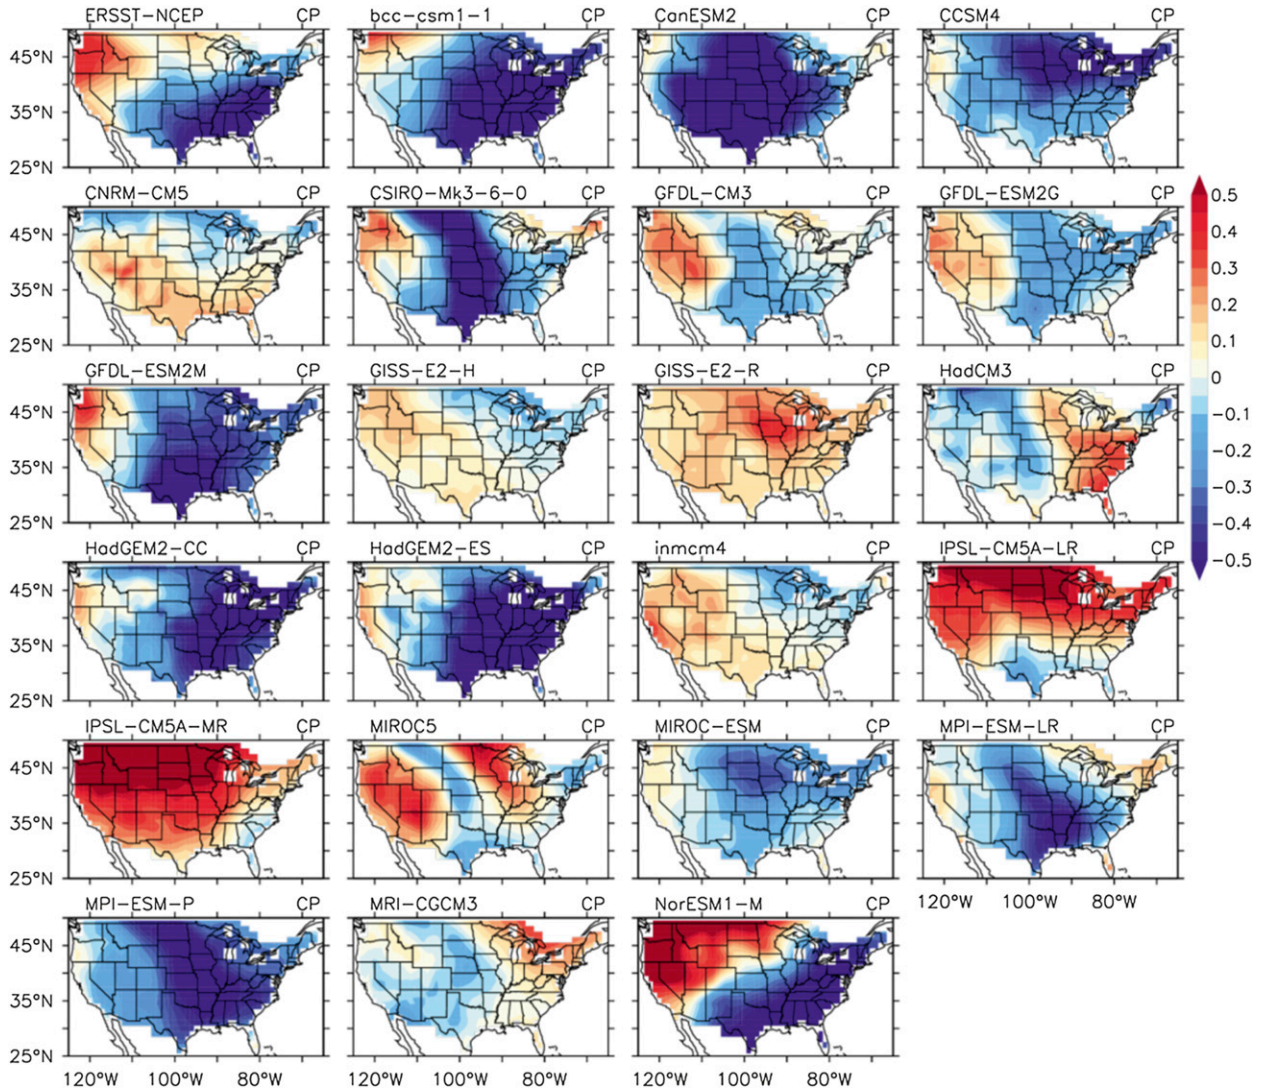 ERSST-NCEP CP bcc-csm1-1 CP CanESM2 CP CCSM4 CP
45°N
35°N
25°N
CNRM-CM5 CP CSIRO-Mk3-6-0 CP GFDL-CM3 CP GFDL-ESM2G CP
45°N
35°N
25°N
GFDL-ESM2M CP GISS-E2-H CP GISS-E2-R CP HadCM3 CP
45°N
35°N
25°N
HadGEM2-CC CP HadGEM2-ES CP inmcm4 CP IPSL-CM5A-LR CP
45°N
35°N
25°N
IPSL-CM5A-MR CP MIROC5 CP MIROC-ESM CP MPI-ESM-LR CP
45°N
35°N
25°N
120°W 100°W 80°W
MPI-ESM-P CP MRI-CGCM3 CP NorESM1-M CP
45°N
35°N
25°N
120°W 100°W 80°W 120°W 100°W 80°W 120°W 100°W 80°W
0.5
0.4
0.3
0.2
0.1
0
-0.1
-0.2
-0.3
-0.4
-0.5